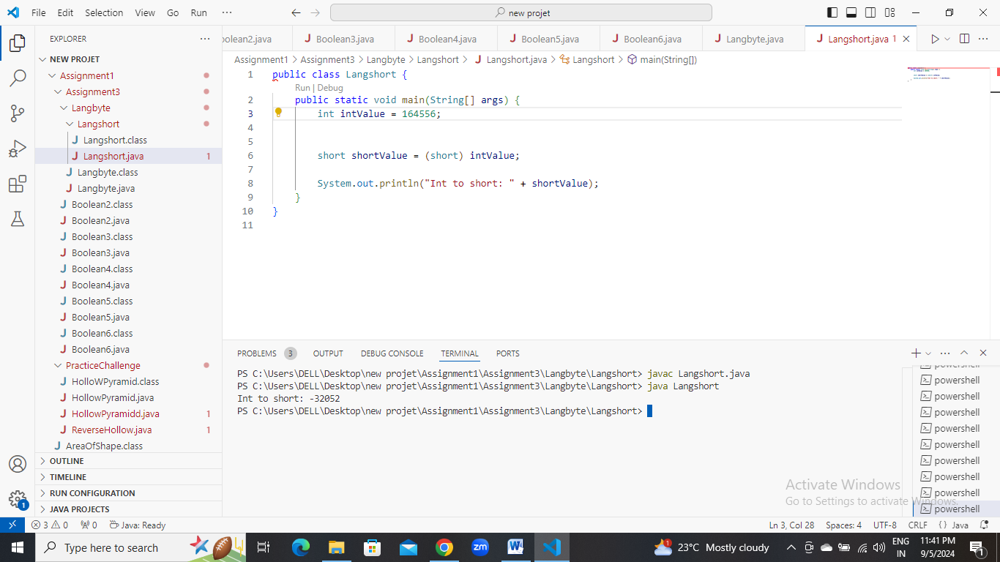 File Edit Selection View Go Run ··· new projet
EXPLORER ···
NEW PROJET
Assignment1
Assignment3
Langbyte
Langshort
Langshort.class
Langshort.java 1
Langbyte.class
Langbyte.java
Boolean2.class
Boolean2.java
Boolean3.class
Boolean3.java
Boolean4.class
Boolean4.java
Boolean5.class
Boolean5.java
Boolean6.class
Boolean6.java
PracticeChallenge
HolloWPyramid.class
HollowPyramid.java
HollowPyramidd.java 1
ReverseHollow.java 1
AreaOfShape.class
OUTLINE
TIMELINE
RUN CONFIGURATION
JAVA PROJECTS
oolean2.java Boolean3.java Boolean4.java Boolean5.java Boolean6.java Langbyte.java Langshort.java 1
Assignment1 > Assignment3 > Langbyte > Langshort > Langshort.java > Langshort > main(String[])
1 public class Langshort {
Run | Debug
2 public static void main(String[] args) {
3 int intValue = 164556;
4
5
6 short shortValue = (short) intValue;
7
8 System.out.println("Int to short: " + shortValue);
9 }
10 }
11
PROBLEMS 3 OUTPUT DEBUG CONSOLE TERMINAL PORTS
PS C:\Users\DELL\Desktop\new projet\Assignment1\Assignment3\Langbyte\Langshort> javac Langshort.java
PS C:\Users\DELL\Desktop\new projet\Assignment1\Assignment3\Langbyte\Langshort> java Langshort
Int to short: -32052
PS C:\Users\DELL\Desktop\new projet\Assignment1\Assignment3\Langbyte\Langshort>
powershell
powershell
powershell
powershell
powershell
powershell
powershell
powershell
powershell
powershell
Activate Windows
Go to Settings to activate Windows.
1
3 0 0 Java: Ready Ln 3, Col 28 Spaces: 4 UTF-8 CRLF {} Java
Type here to search zm W 1 23°C Mostly cloudy ENG IN 11:41 PM 9/5/2024 1